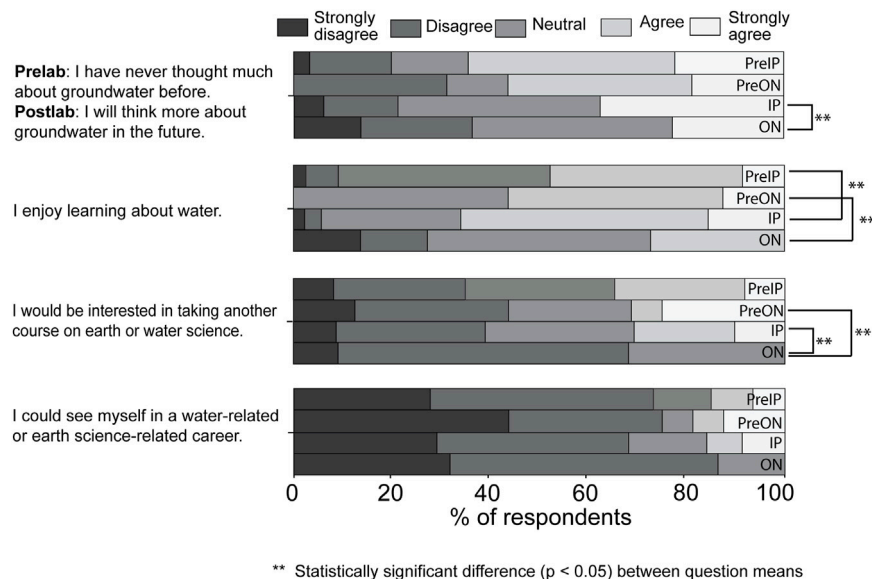 Strongly disagree
Disagree
Neutral
Agree
Strongly agree
Prelab: I have never thought much
about groundwater before.
Postlab: I will think more about
groundwater in the future.
PreIP
PreON
IP
ON
**
I enjoy learning about water.
PreIP
PreON
IP
ON
**
**
I would be interested in taking another
course on earth or water science.
PreIP
PreON
IP
ON
**
**
I could see myself in a water-related
or earth science-related career.
PreIP
PreON
IP
ON
0 20 40 60 80 100
% of respondents
** Statistically significant difference (p < 0.05) between question means